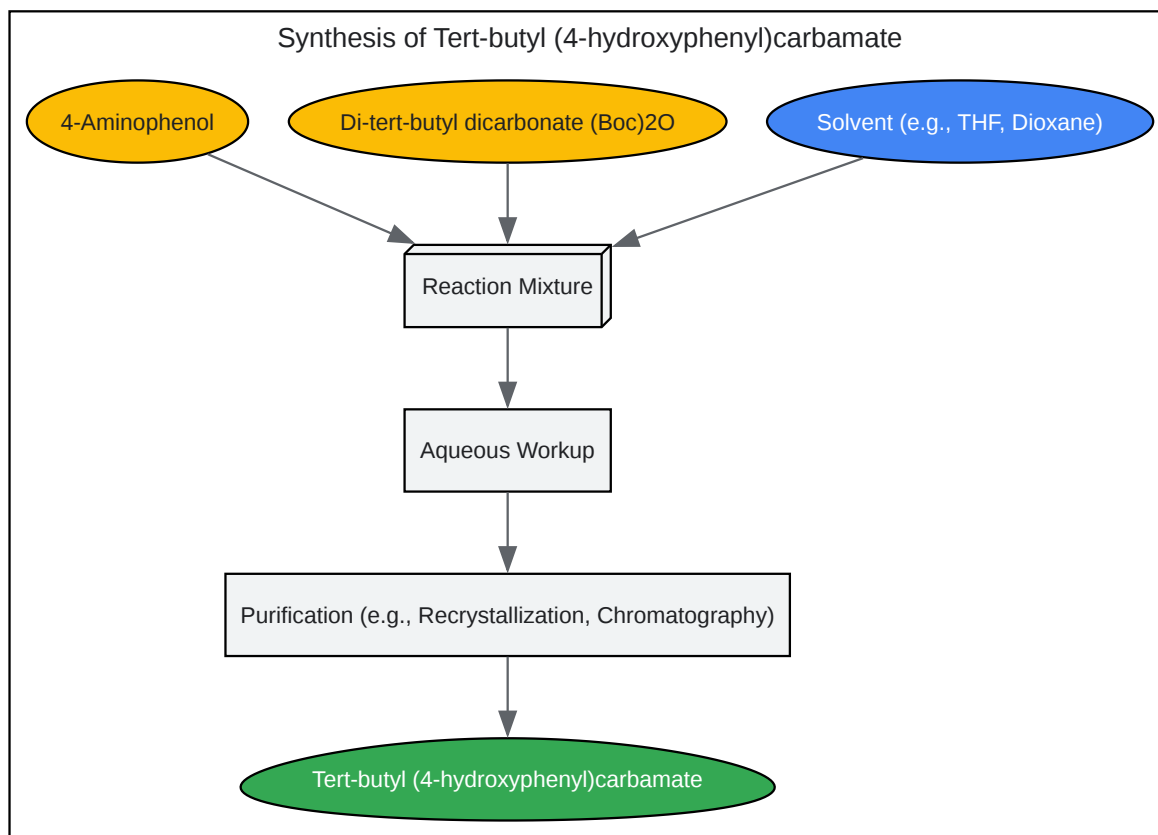 Synthesis of Tert-butyl (4-hydroxyphenyl)carbamate
4-Aminophenol
Di-tert-butyl dicarbonate (Boc)2O
Solvent (e.g., THF, Dioxane)
Reaction Mixture
Aqueous Workup
Purification (e.g., Recrystallization, Chromatography)
Tert-butyl (4-hydroxyphenyl)carbamate